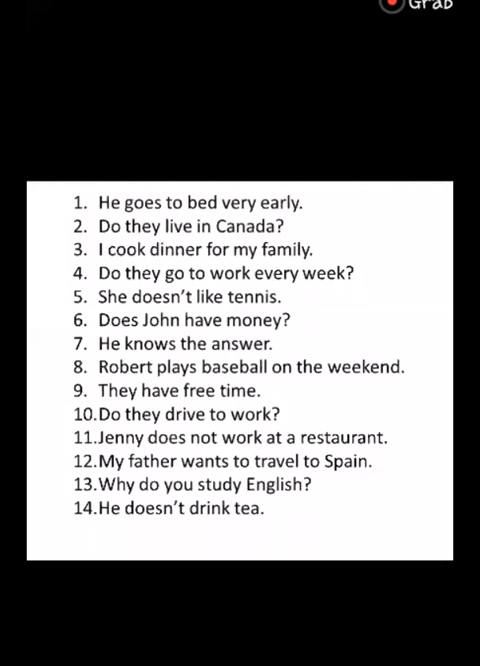 Grab
1. He goes to bed very early.
2. Do they live in Canada?
3. I cook dinner for my family.
4. Do they go to work every week?
5. She doesn't like tennis.
6. Does John have money?
7. He knows the answer.
8. Robert plays baseball on the weekend.
9. They have free time.
10.Do they drive to work?
11.Jenny does not work at a restaurant.
12.My father wants to travel to Spain.
13.Why do you study English?
14.He doesn't drink tea.